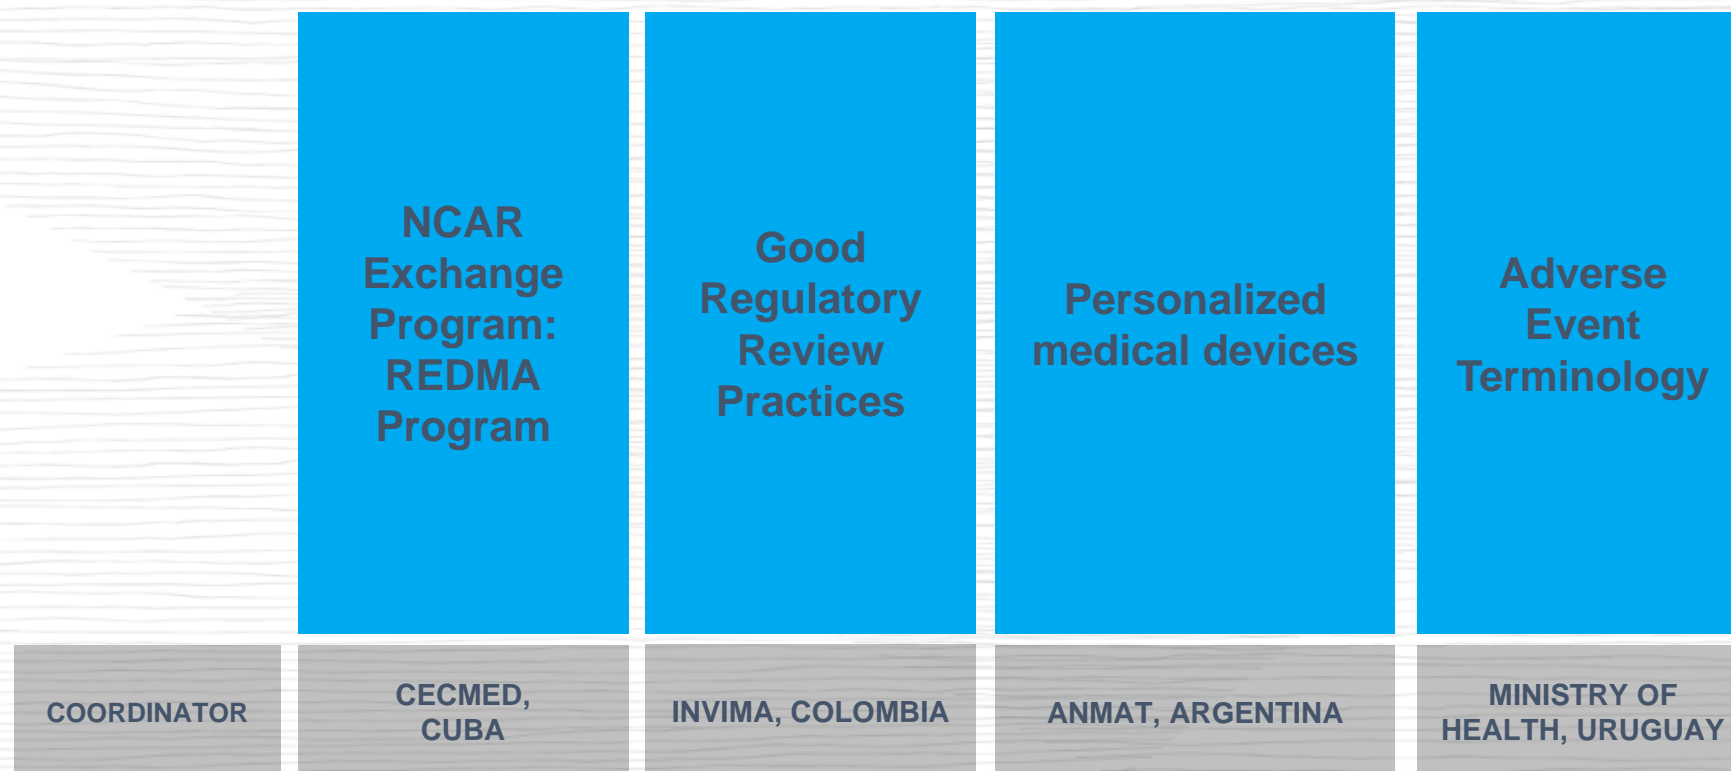 NCAR
Exchange
Program:
REDMA
Program
Good
Regulatory
Review
Practices
Personalized
medical devices
Adverse
Event
Terminology
COORDINATOR
CECMED,
CUBA
INVIMA, COLOMBIA
ANMAT, ARGENTINA
MINISTRY OF
HEALTH, URUGUAY